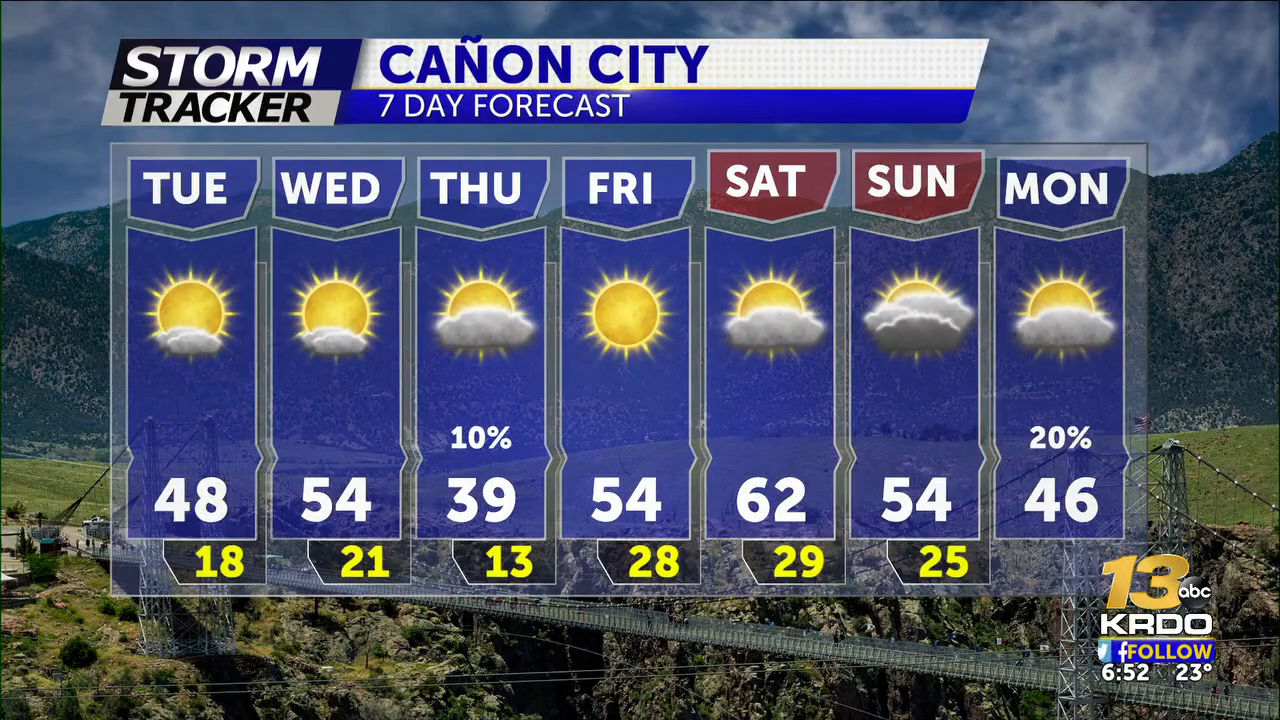 STORM
TRACKER
CAÑON CITY
7 DAY FORECAST
TUE WED THU FRI SAT SUN MON
10% 20%
48 54 39 54 62 54 46
18 21 13 28 29 25
13 abc
KRDO
f FOLLOW
6:52 23°